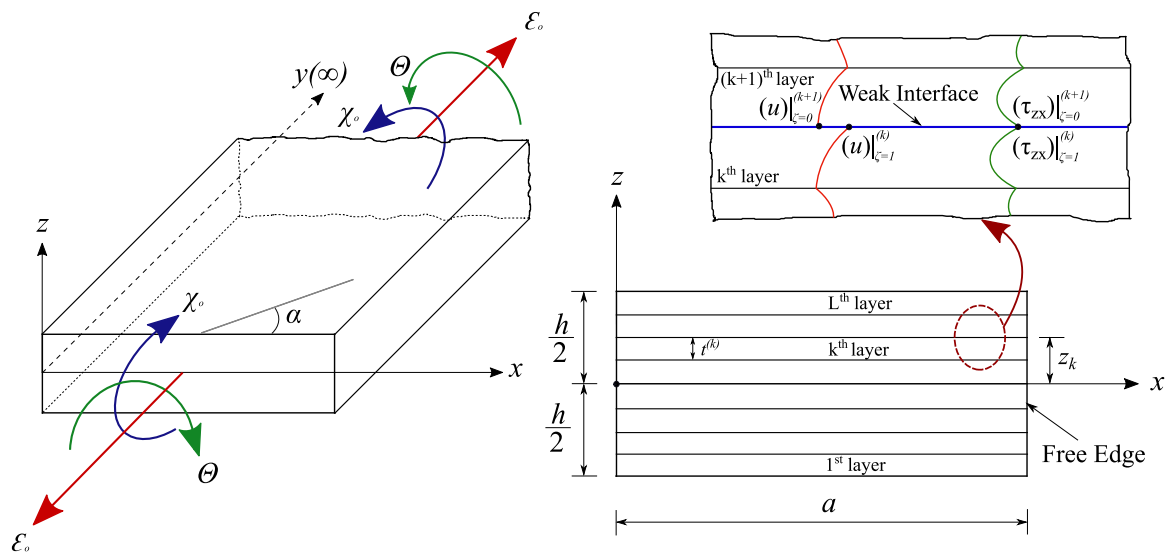 ε₀
y(∞)
Θ
χ₀
z
χ₀
α
x
Θ
ε₀
(k+1)ᵗʰ layer
(u)|ζ=0^(k+1)
Weak Interface
(τzx)|ζ=0^(k+1)
(u)|ζ=1^(k)
(τzx)|ζ=1^(k)
kᵗʰ layer
z
Lᵗʰ layer
h/2
t^(k)
kᵗʰ layer
zₖ
x
h/2
1ˢᵗ layer
Free Edge
a